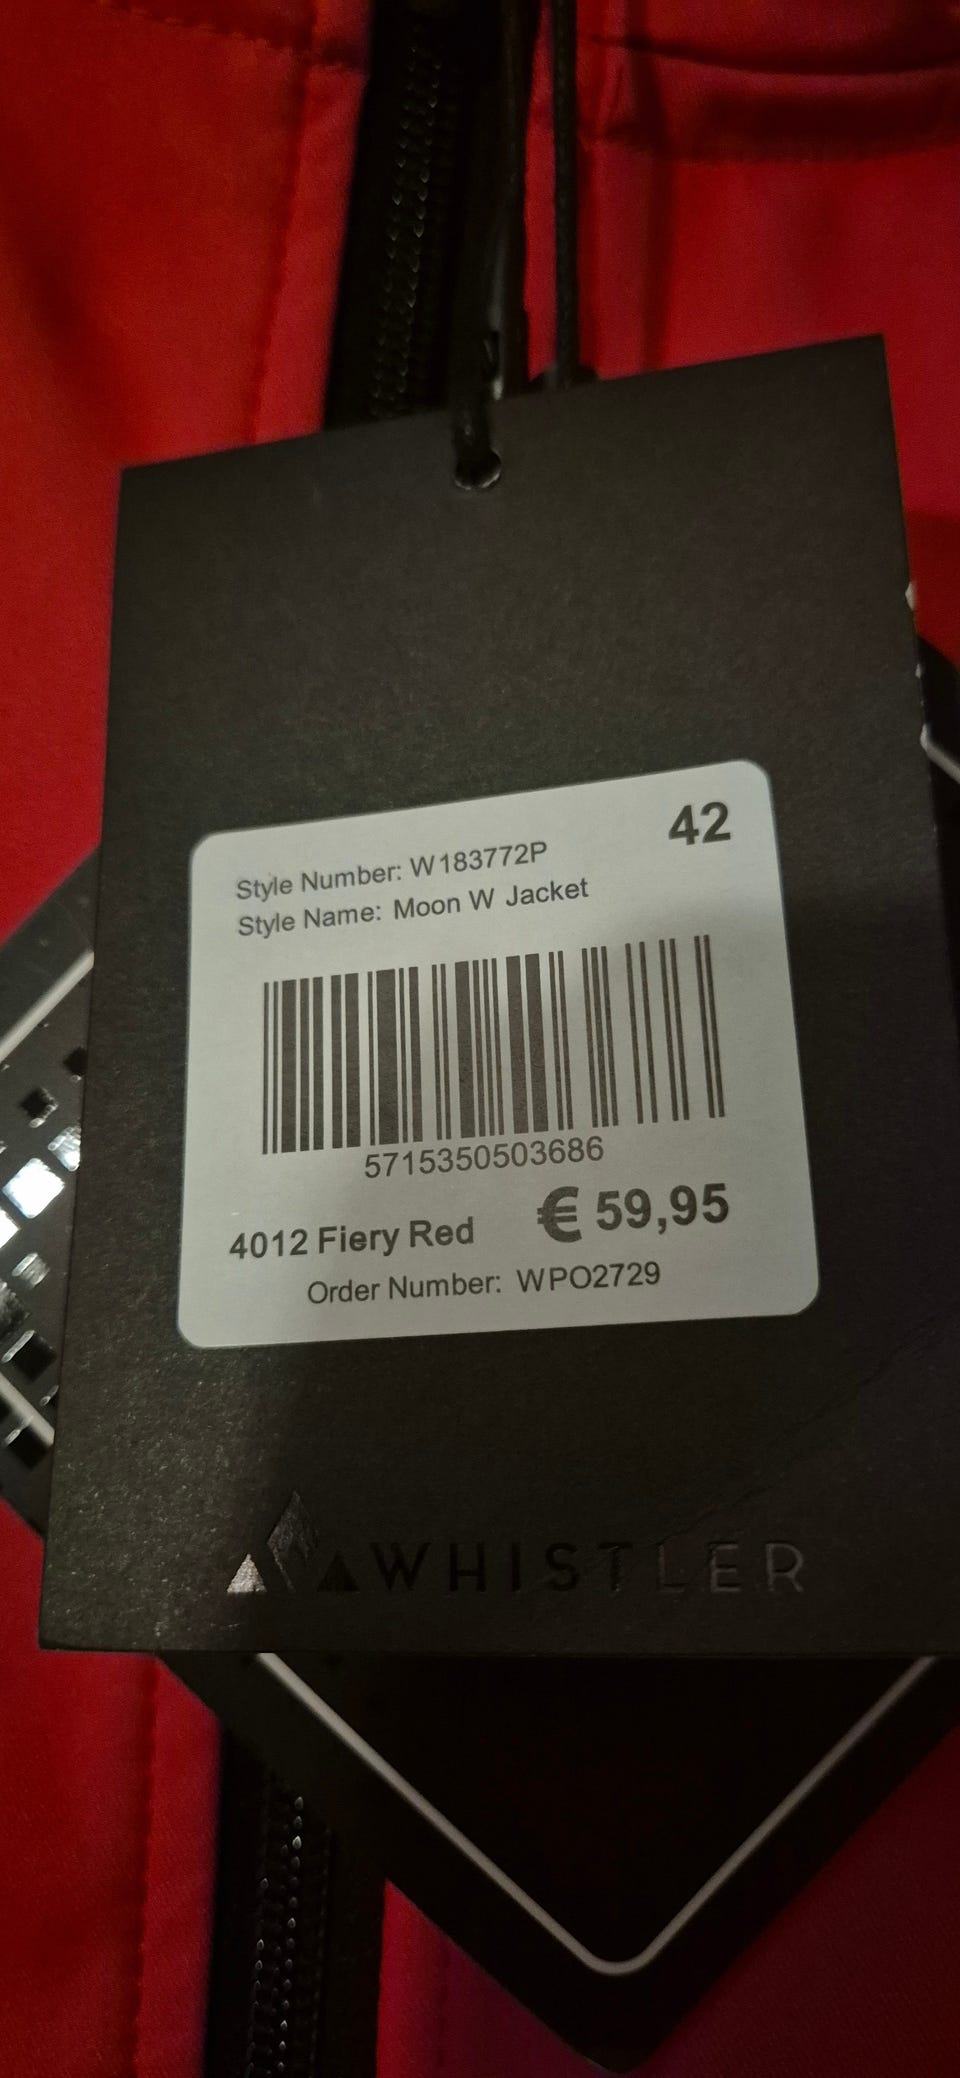 42
Style Number: W183772P
Style Name: Moon W Jacket
5715350503686
4012 Fiery Red € 59,95
Order Number: WPO2729
WHISTLER